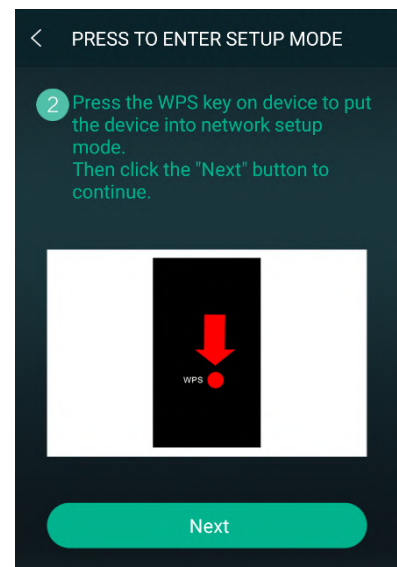 PRESS TO ENTER SETUP MODE
2 Press the WPS key on device to put
the device into network setup
mode.
Then click the "Next" button to
continue.
WPS
Next